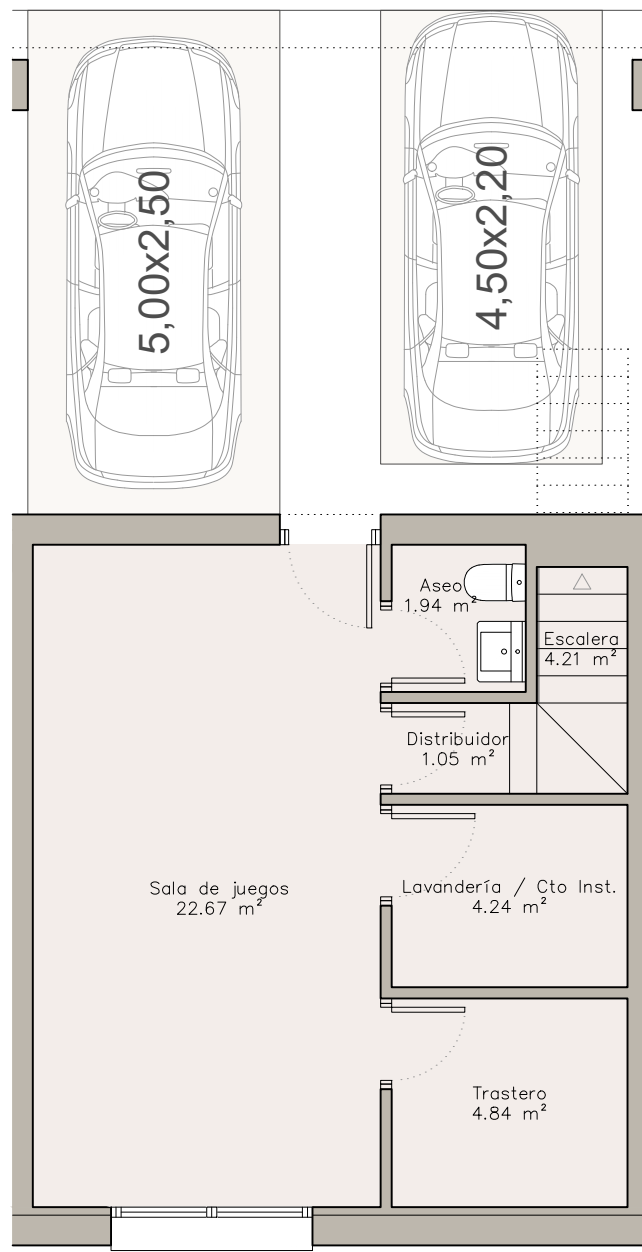 5,00x2,50
4,50x2,20
Aseo
1.94 m²
Escalera
4.21 m²
Distribuidor
1.05 m²
Sala de juegos
22.67 m²
Lavandería / Cto Inst.
4.24 m²
Trastero
4.84 m²